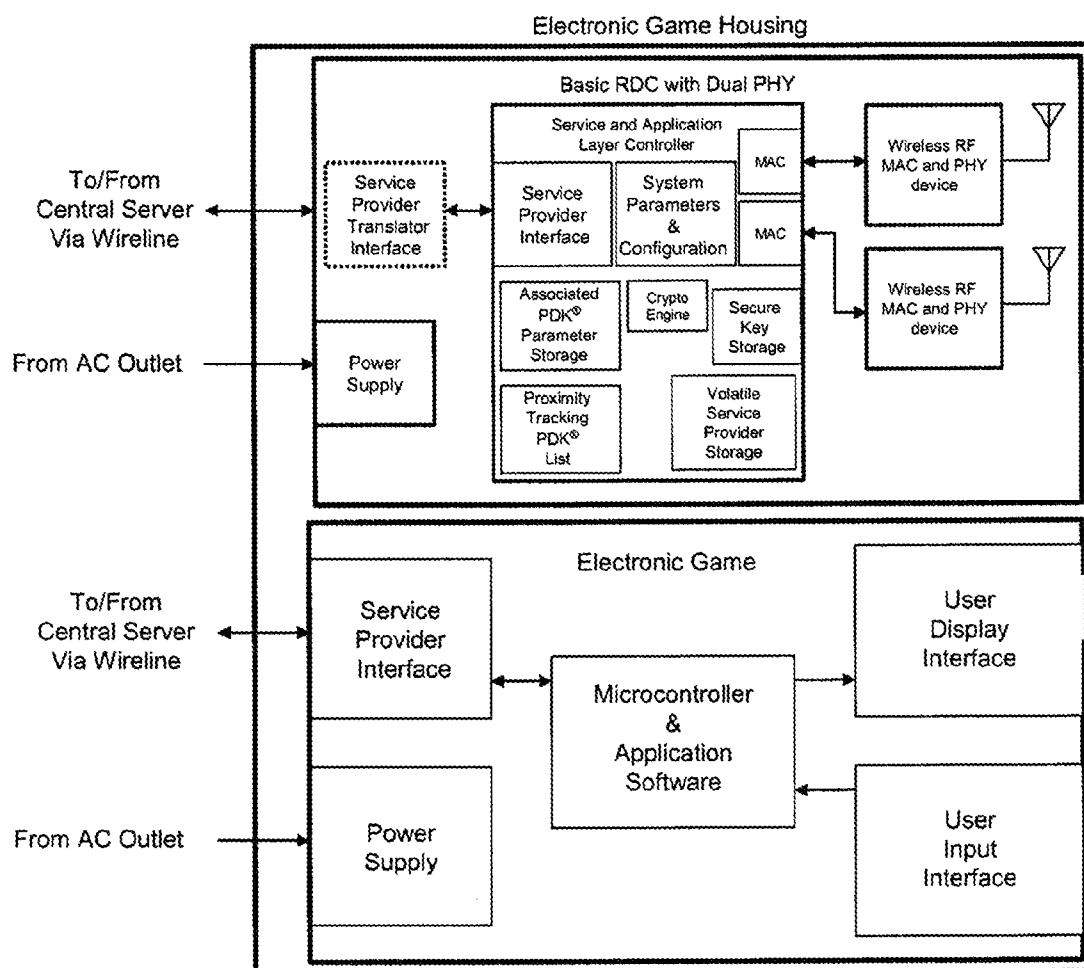 Electronic Game Housing
Basic RDC with Dual PHY
Service and Application
Layer Controller
To/From
Central Server
Via Wireline
Service
Provider
Translator
Interface
Service
Provider
Interface
System
Parameters
&
Configuration
MAC
MAC
Wireless RF
MAC and PHY
device
Wireless RF
MAC and PHY
device
Associated
PDK®
Parameter
Storage
Crypto
Engine
Secure
Key
Storage
From AC Outlet
Power
Supply
Proximity
Tracking
PDK®
List
Volatile
Service
Provider
Storage
Electronic Game
To/From
Central Server
Via Wireline
Service
Provider
Interface
Microcontroller
&
Application
Software
User
Display
Interface
From AC Outlet
Power
Supply
User
Input
Interface